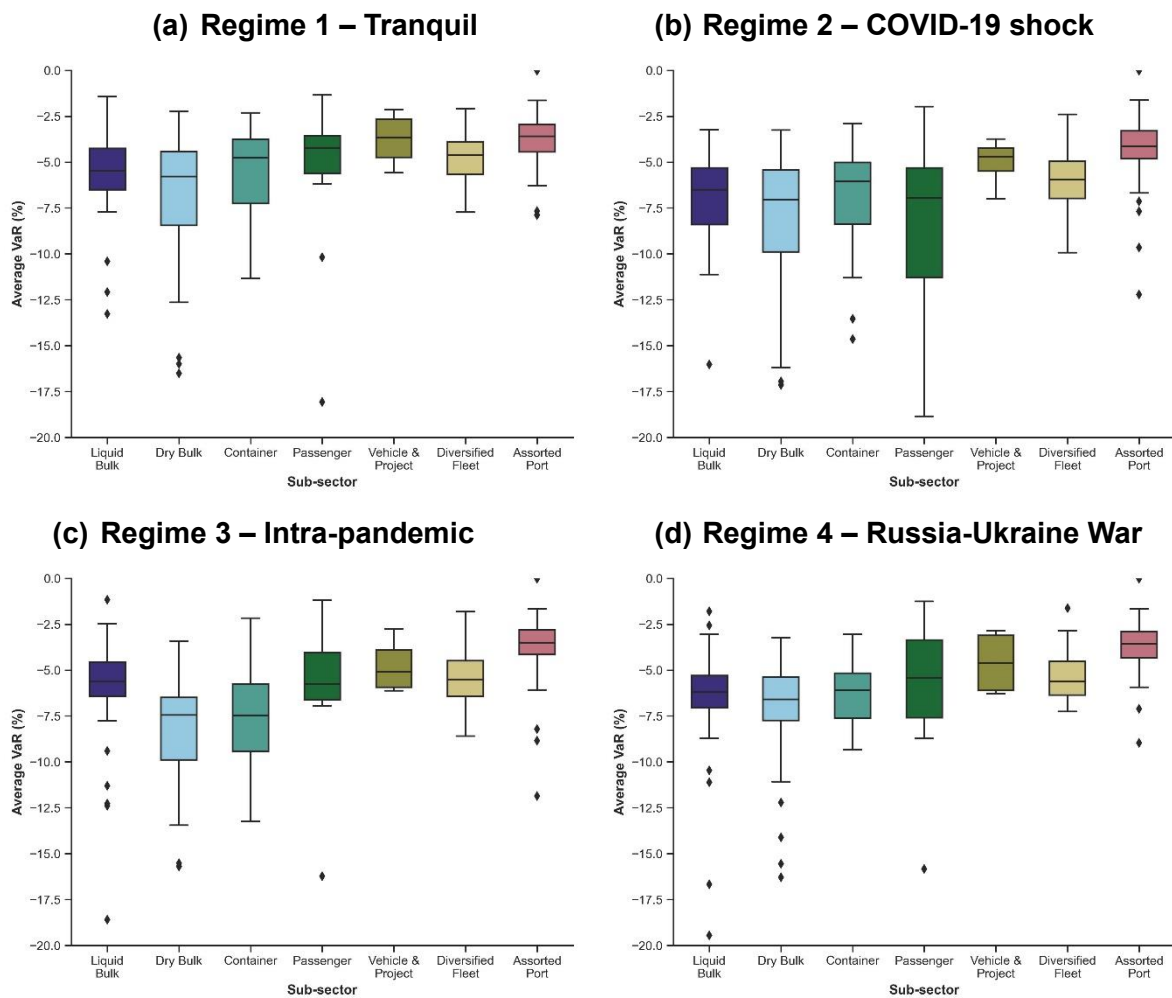 (a) Regime 1 – Tranquil
0.0
−2.5
−5.0
−7.5
−10.0
−12.5
−15.0
−17.5
−20.0
Average VaR (%)
Liquid Bulk
Dry Bulk
Container
Passenger
Vehicle & Project
Diversified Fleet
Assorted Port
Sub-sector
(b) Regime 2 – COVID-19 shock
0.0
−2.5
−5.0
−7.5
−10.0
−12.5
−15.0
−17.5
−20.0
Average VaR (%)
Liquid Bulk
Dry Bulk
Container
Passenger
Vehicle & Project
Diversified Fleet
Assorted Port
Sub-sector
(c) Regime 3 – Intra-pandemic
0.0
−2.5
−5.0
−7.5
−10.0
−12.5
−15.0
−17.5
−20.0
Average VaR (%)
Liquid Bulk
Dry Bulk
Container
Passenger
Vehicle & Project
Diversified Fleet
Assorted Port
Sub-sector
(d) Regime 4 – Russia-Ukraine War
0.0
−2.5
−5.0
−7.5
−10.0
−12.5
−15.0
−17.5
−20.0
Average VaR (%)
Liquid Bulk
Dry Bulk
Container
Passenger
Vehicle & Project
Diversified Fleet
Assorted Port
Sub-sector